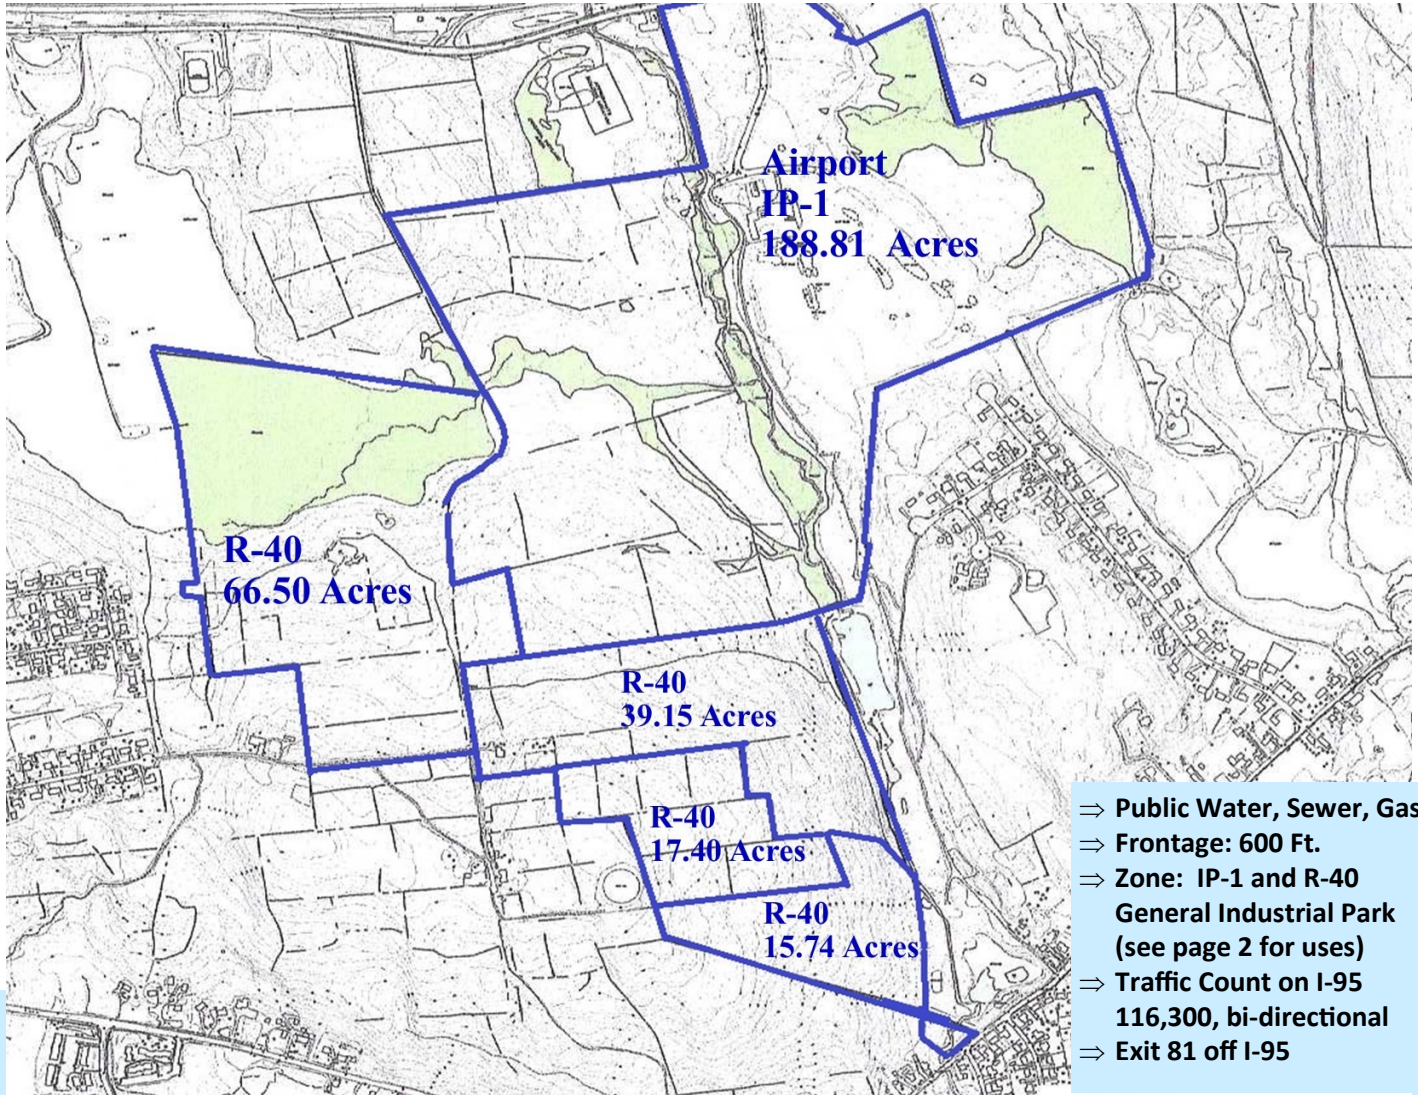 Airport
IP-1
188.81 Acres
R-40
66.50 Acres
R-40
39.15 Acres
R-40
17.40 Acres
R-40
15.74 Acres
⇒ Public Water, Sewer, Gas
⇒ Frontage: 600 Ft.
⇒ Zone: IP-1 and R-40
General Industrial Park
(see page 2 for uses)
⇒ Traffic Count on I-95
116,300, bi-directional
⇒ Exit 81 off I-95